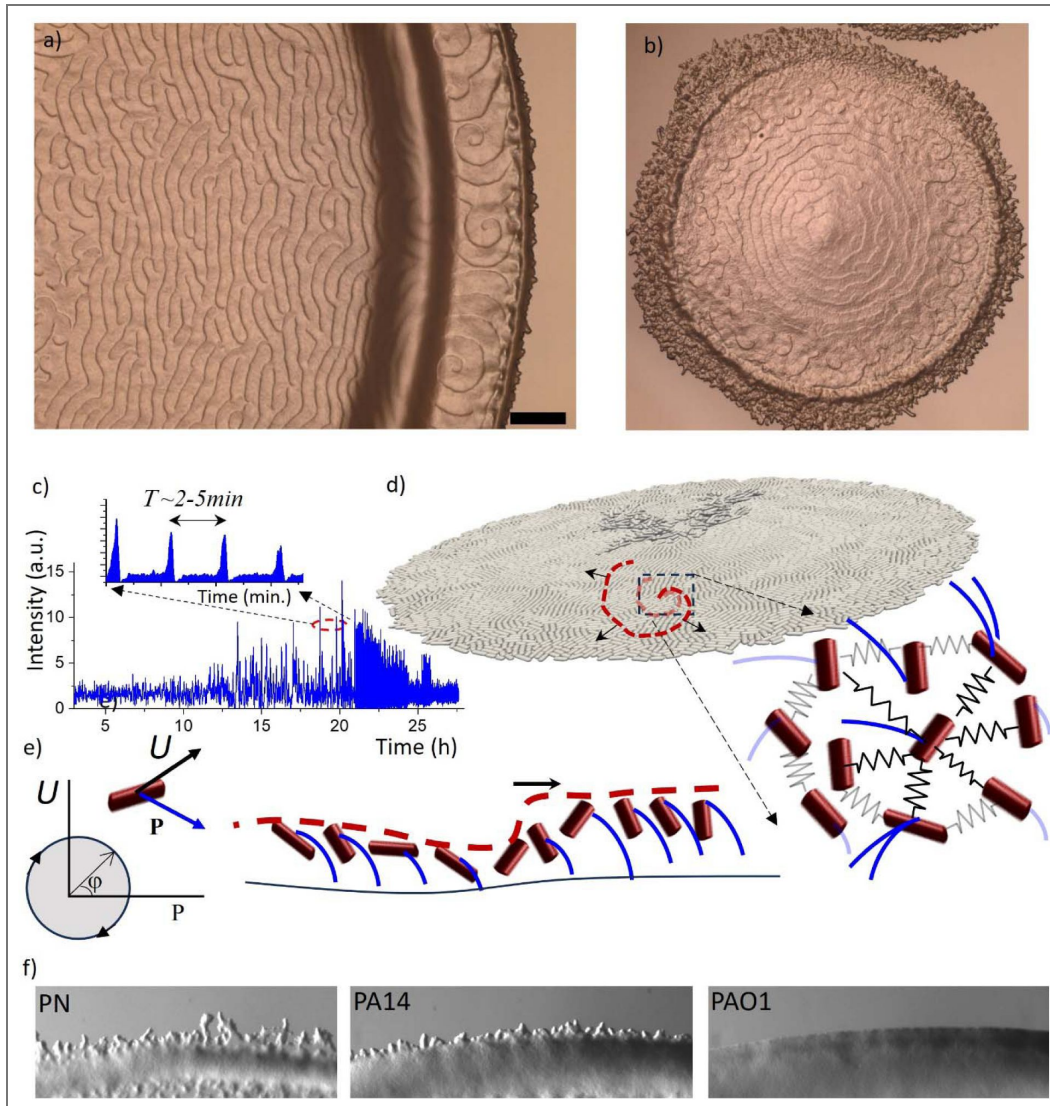 a)
b)
c)
T ~2-5min
Time (min.)
Intensity (a.u.)
15
10
5
0
5
10
15
20
25
Time (h)
d)
e)
e)
U
P
U
φ
P
f)
PN
PA14
PAO1